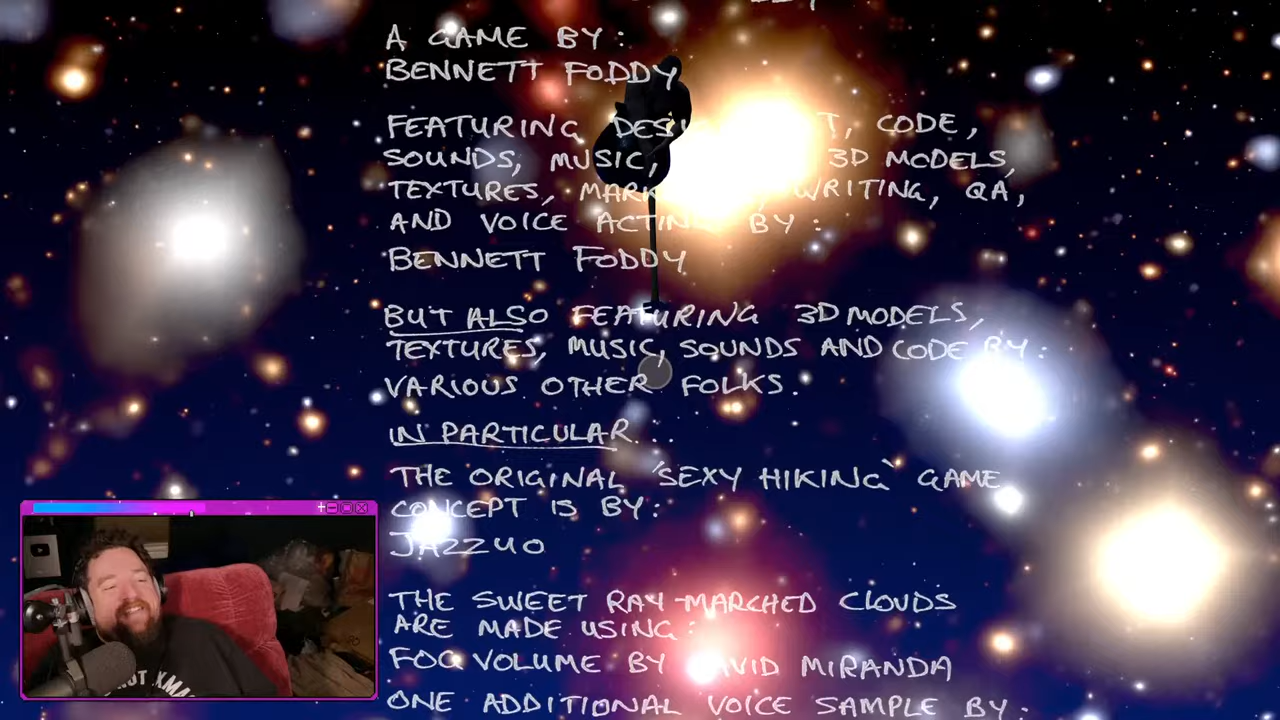 A GAME BY:
BENNETT FODDY
FEATURING CODE,
SOUNDS, MUSIC, 3D MODELS,
TEXTURES, WRITING, QA,
AND VOICE ACTING BY:
BENNETT FODDY
BUT ALSO FEATURING 3D MODELS,
TEXTURES, MUSIC, SOUNDS AND CODE BY:
VARIOUS OTHER FOLKS.
IN PARTICULAR...
THE ORIGINAL 'SEXY HIKING' GAME
CONCEPT IS BY:
JAZZUO
THE SWEET RAY-MARCHED CLOUDS
ARE MADE USING:
FOG VOLUME BY DAVID MIRANDA
ONE ADDITIONAL VOICE SAMPLE BY: